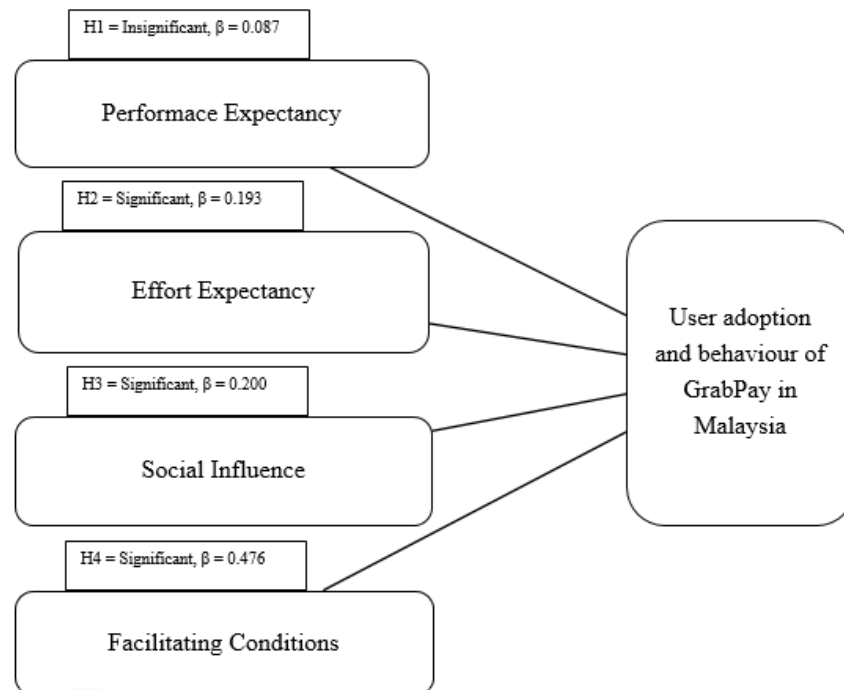 H1 = Insignificant, β = 0.087
Performace Expectancy
H2 = Significant, β = 0.193
Effort Expectancy
H3 = Significant, β = 0.200
Social Influence
H4 = Significant, β = 0.476
Facilitating Conditions
User adoption
and behaviour of
GrabPay in
Malaysia